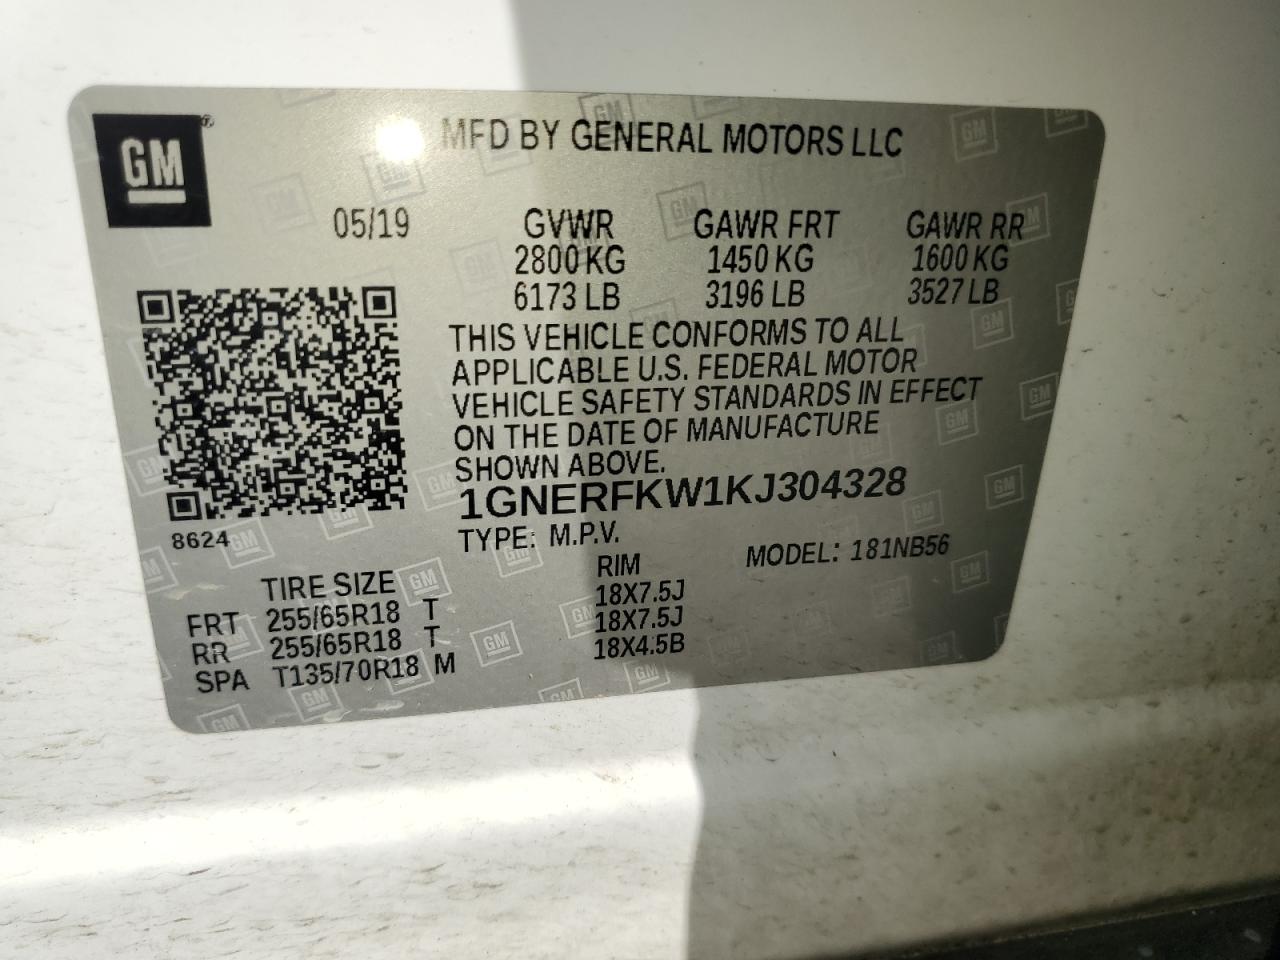 GM
MFD BY GENERAL MOTORS LLC
05/19 GVWR GAWR FRT GAWR RR
2800 KG 1450 KG 1600 KG
6173 LB 3196 LB 3527 LB
THIS VEHICLE CONFORMS TO ALL
APPLICABLE U.S. FEDERAL MOTOR
VEHICLE SAFETY STANDARDS IN EFFECT
ON THE DATE OF MANUFACTURE
SHOWN ABOVE.
1GNERFKW1KJ304328
8624
TYPE: M.P.V. MODEL: 181NB56
TIRE SIZE RIM
FRT 255/65R18 T 18X7.5J
RR 255/65R18 T 18X7.5J
SPA T135/70R18 M 18X4.5B